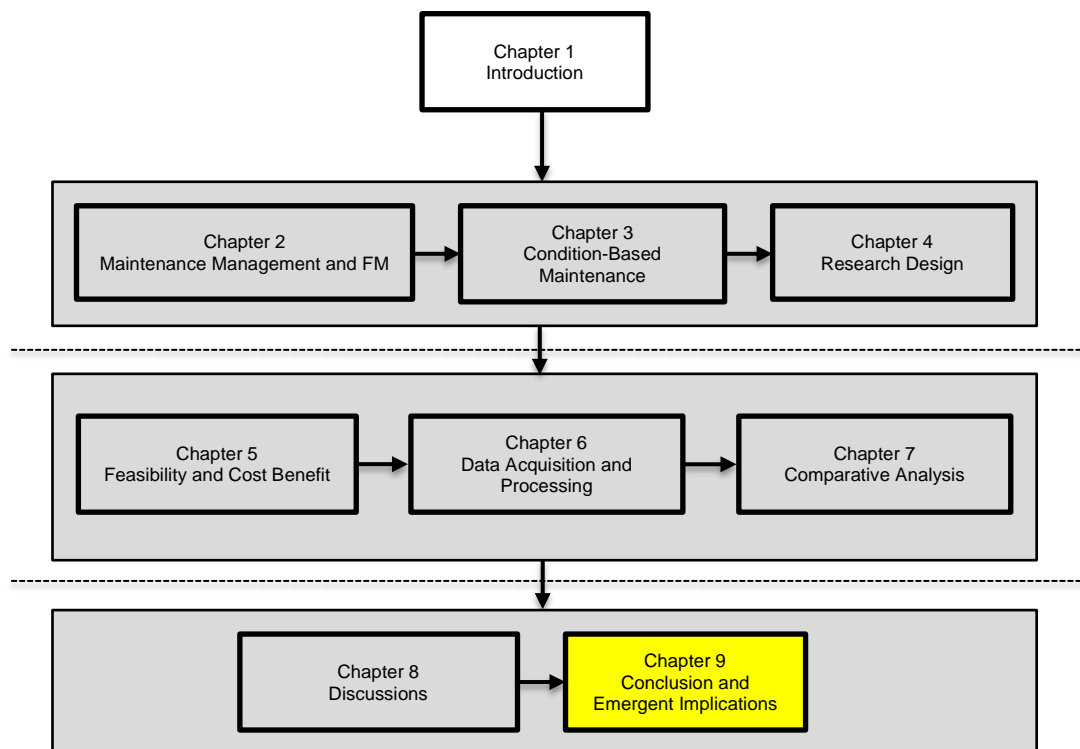 Chapter 1
Introduction
Chapter 2
Maintenance Management and FM
Chapter 3
Condition-Based
Maintenance
Chapter 4
Research Design
Chapter 5
Feasibility and Cost Benefit
Chapter 6
Data Acquisition and
Processing
Chapter 7
Comparative Analysis
Chapter 8
Discussions
Chapter 9
Conclusion and
Emergent Implications